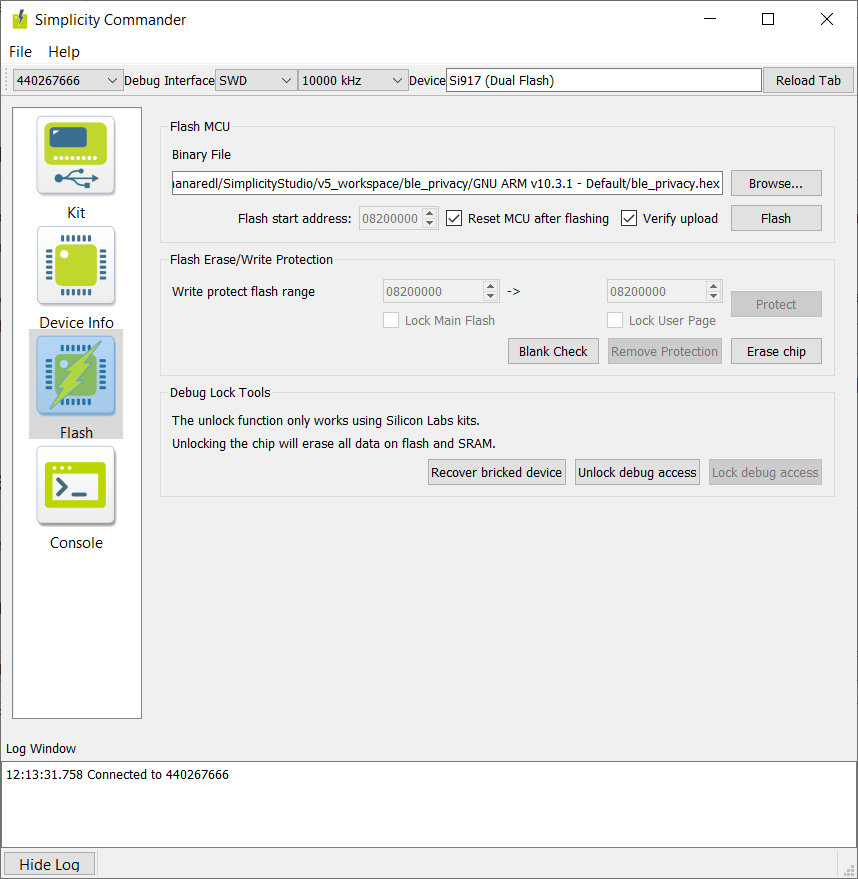 Simplicity Commander
File Help
440267666 Debug Interface SWD 10000 kHz Device Si917 (Dual Flash) Reload Tab
Kit
Device Info
Flash
Console
Flash MCU
Binary File
anaredl/SimplicityStudio/v5_workspace/ble_privacy/GNU ARM v10.3.1 - Default/ble_privacy.hex Browse...
Flash start address: 08200000 Reset MCU after flashing Verify upload Flash
Flash Erase/Write Protection
Write protect flash range 08200000 -> 08200000 Protect
Lock Main Flash Lock User Page
Blank Check Remove Protection Erase chip
Debug Lock Tools
The unlock function only works using Silicon Labs kits.
Unlocking the chip will erase all data on flash and SRAM.
Recover bricked device Unlock debug access Lock debug access
Log Window
12:13:31.758 Connected to 440267666
Hide Log